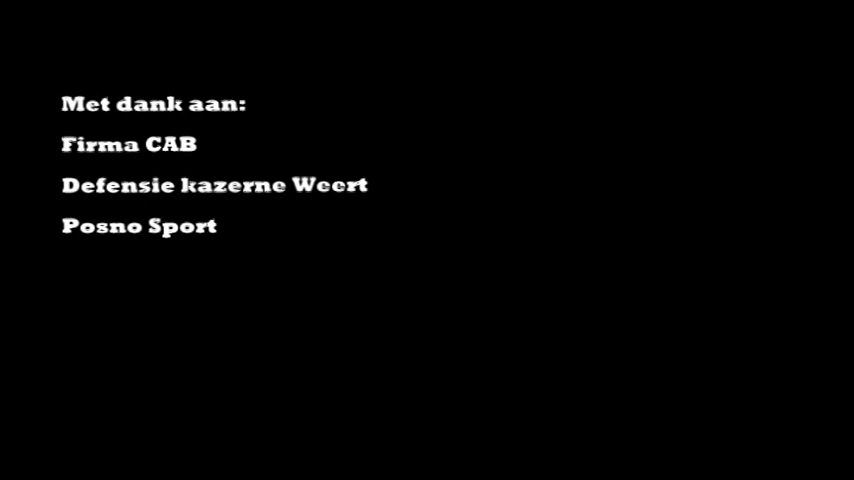 Met dank aan:
Firma CAB
Defensie kazerne Weert
Posno Sport